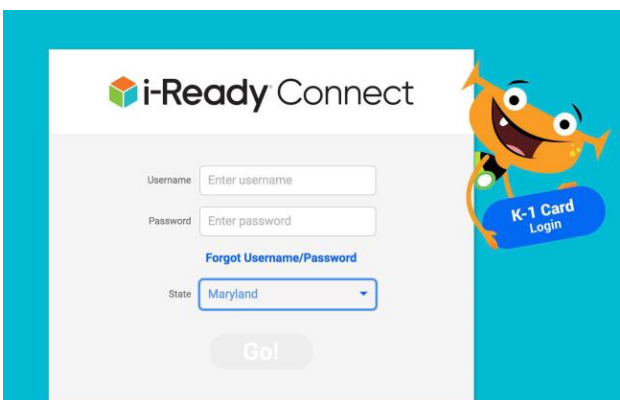 i-Ready Connect
Username
Enter username
Password
Enter password
Forgot Username/Password
State
Maryland
Go!
K-1 Card
Login